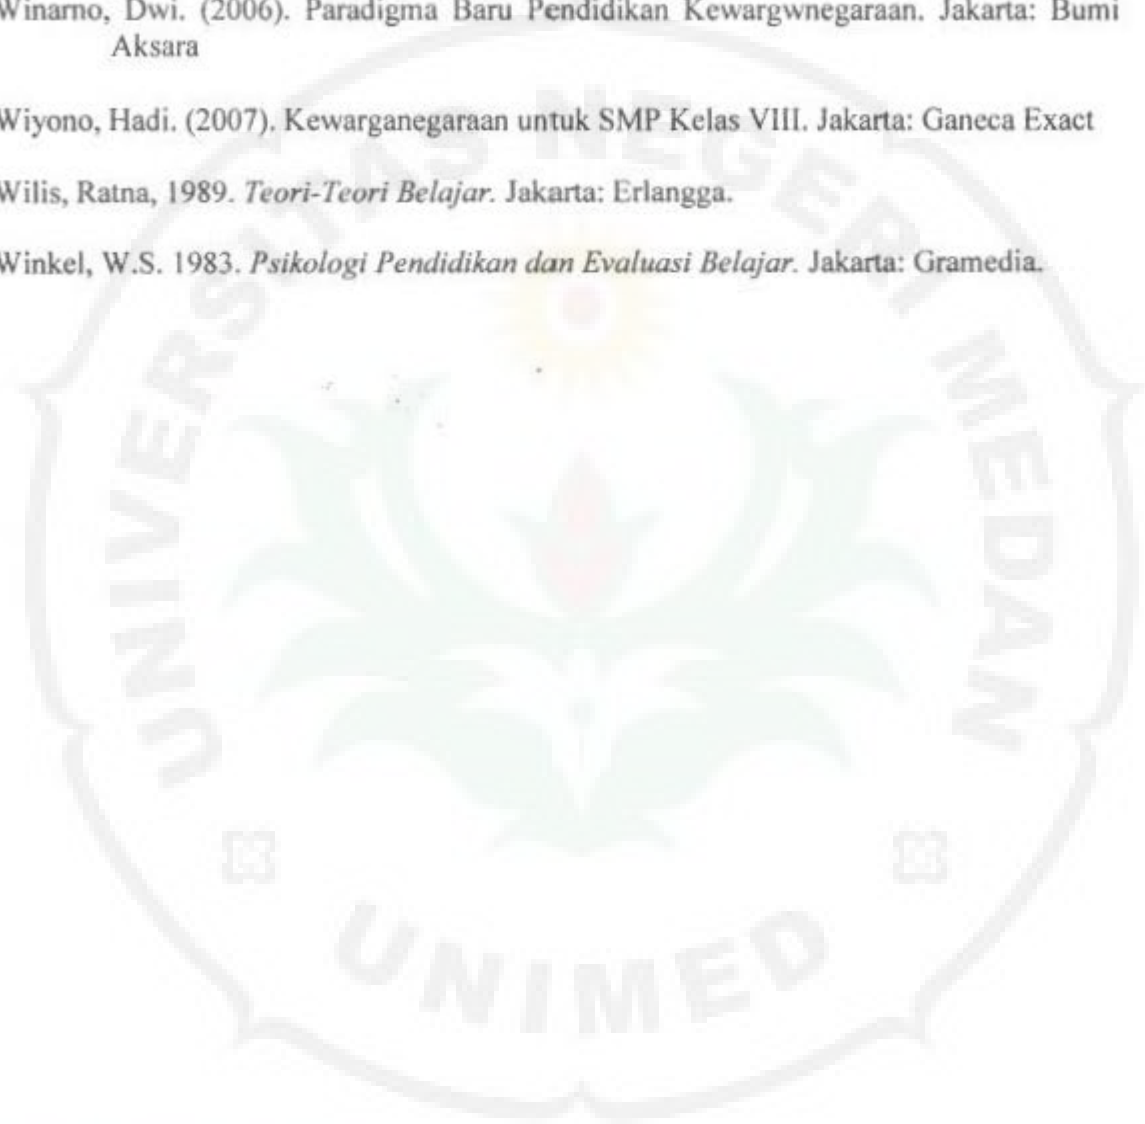 Winarno, Dwi. (2006). Paradigma Baru Pendidikan Kewargwnegaraan. Jakarta: Bumi
Aksara
Wiyono, Hadi. (2007). Kewarganegaraan untuk SMP Kelas VIII. Jakarta: Ganeca Exact
Wilis, Ratna, 1989. Teori-Teori Belajar. Jakarta: Erlangga.
Winkel, W.S. 1983. Psikologi Pendidikan dan Evaluasi Belajar. Jakarta: Gramedia.
UNIVERSITAS NEGERI MEDAN
UNIMED